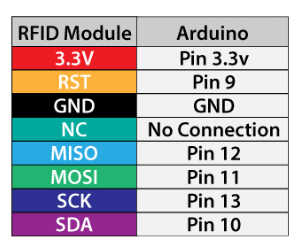 RFID Module Arduino
3.3V Pin 3.3v
RST Pin 9
GND GND
NC No Connection
MISO Pin 12
MOSI Pin 11
SCK Pin 13
SDA Pin 10